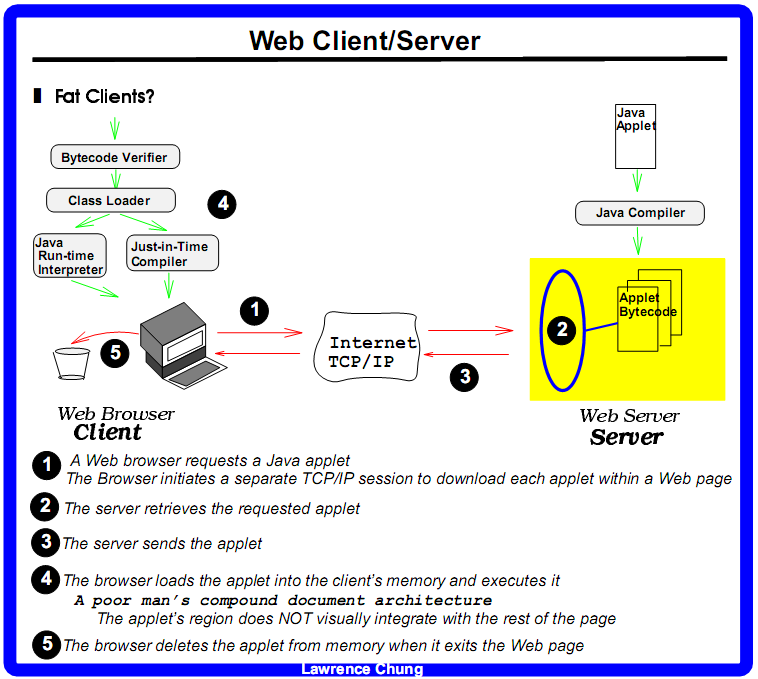 Web Client/Server
Fat Clients?
Bytecode Verifier
Class Loader
4
Java
Run-time
Interpreter
Just-in-Time
Compiler
Java
Applet
Java Compiler
Applet
Bytecode
1
2
3
5
Internet
TCP/IP
Web Browser
Client
Web Server
Server
1 A Web browser requests a Java applet
The Browser initiates a separate TCP/IP session to download each applet within a Web page
2 The server retrieves the requested applet
3 The server sends the applet
4 The browser loads the applet into the client's memory and executes it
A poor man's compound document architecture
The applet's region does NOT visually integrate with the rest of the page
5 The browser deletes the applet from memory when it exits the Web page
Lawrence Chung